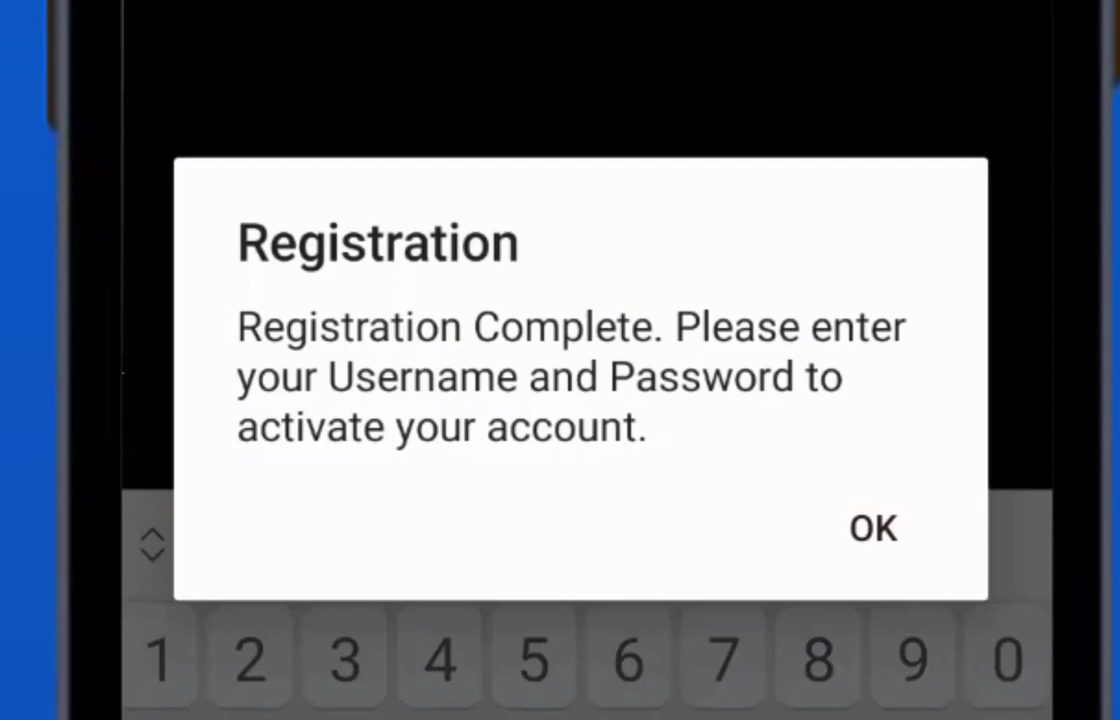 Registration
Registration Complete. Please enter
your Username and Password to
activate your account.
OK
1 2 3 4 5 6 7 8 9 0